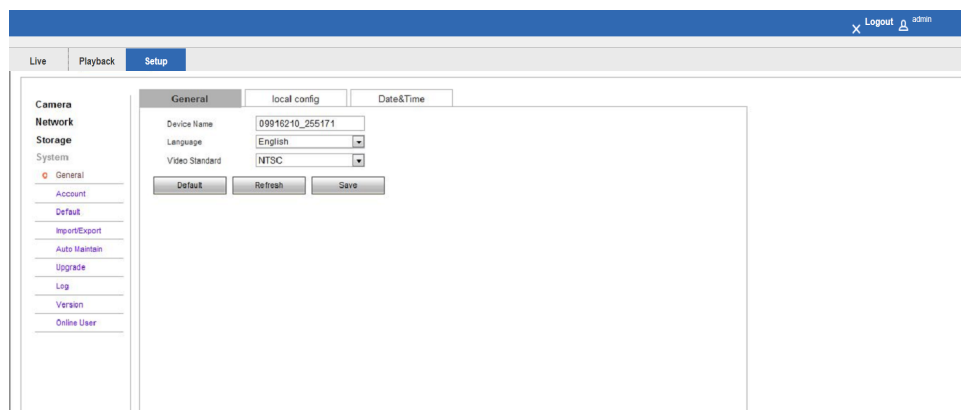 Logout admin
Live Playback Setup
Camera
Network
Storage
System
General
Account
Default
Import/Export
Auto Maintain
Upgrade
Log
Version
Online User
General local config Date&Time
Device Name 09916210_255171
Language English
Video Standard NTSC
Default Refresh Save